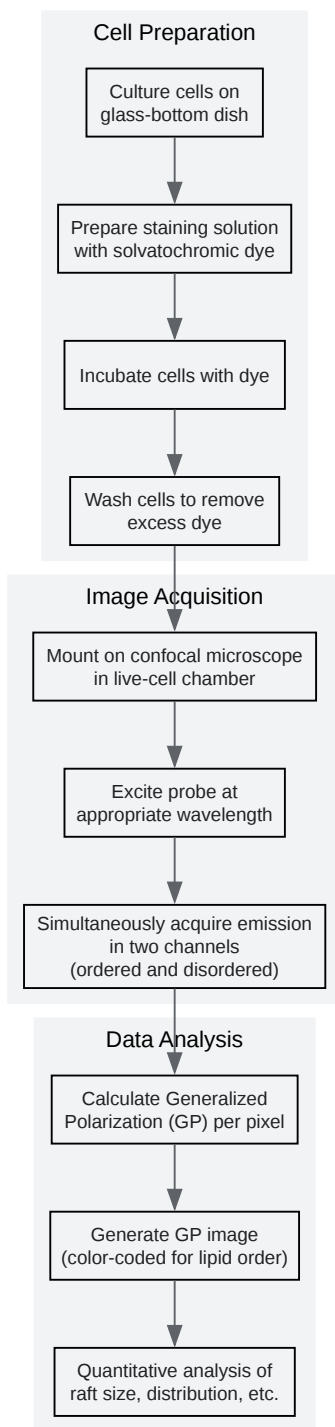 Cell Preparation
Culture cells on
glass-bottom dish
Prepare staining solution
with solvatochromic dye
Incubate cells with dye
Wash cells to remove
excess dye
Image Acquisition
Mount on confocal microscope
in live-cell chamber
Excite probe at
appropriate wavelength
Simultaneously acquire emission
in two channels
(ordered and disordered)
Data Analysis
Calculate Generalized
Polarization (GP) per pixel
Generate GP image
(color-coded for lipid order)
Quantitative analysis of
raft size, distribution, etc.